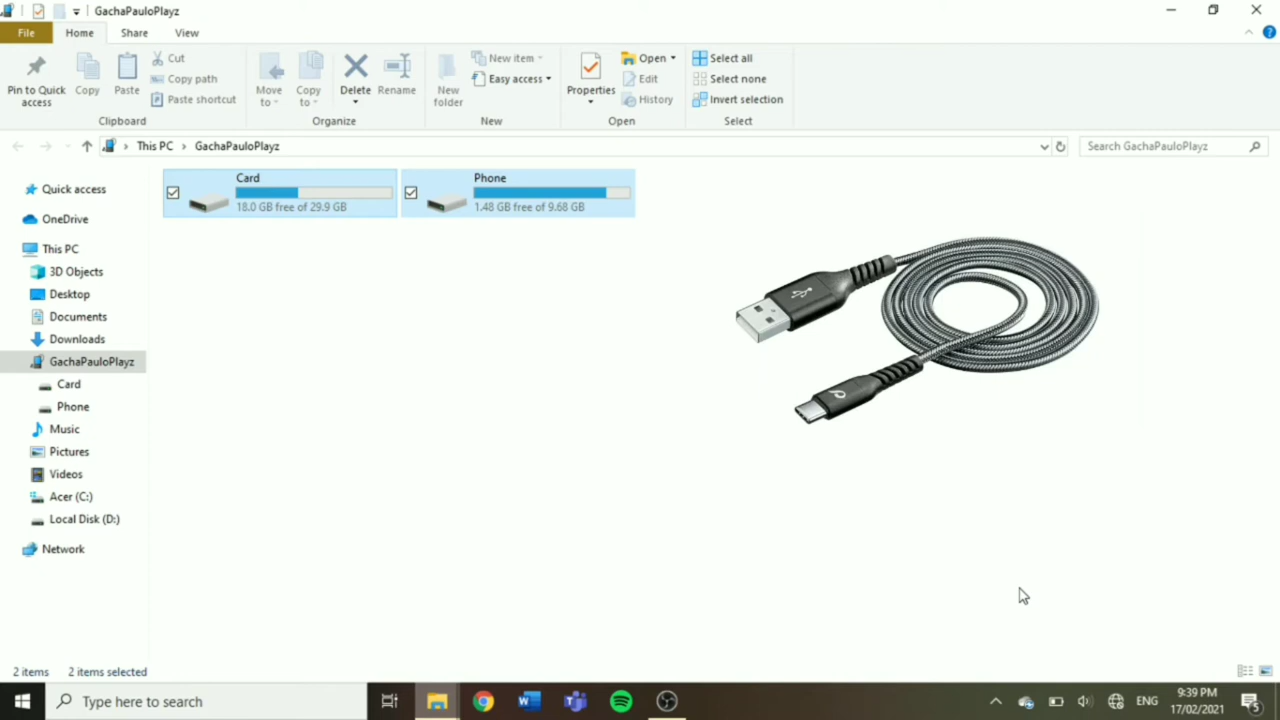 GachaPauloPlayz
File
Home
Share
View
Pin to Quick access
Copy
Paste
Cut
Copy path
Paste shortcut
Clipboard
Move to
Copy to
Delete
Rename
Organize
New folder
New item
Easy access
New
Properties
Open
Edit
History
Open
Select all
Select none
Invert selection
Select
This PC
GachaPauloPlayz
Search GachaPauloPlayz
Quick access
OneDrive
This PC
3D Objects
Desktop
Documents
Downloads
GachaPauloPlayz
Card
Phone
Music
Pictures
Videos
Acer (C:)
Local Disk (D:)
Network
Card
18.0 GB free of 29.9 GB
Phone
1.48 GB free of 9.68 GB
2 items
2 items selected
Type here to search
ENG
9:39 PM
17/02/2021
5